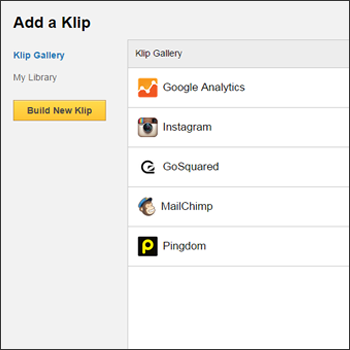 Add a Klip
Klip Gallery
My Library
Build New Klip
Klip Gallery
Google Analytics
Instagram
GoSquared
MailChimp
Pingdom